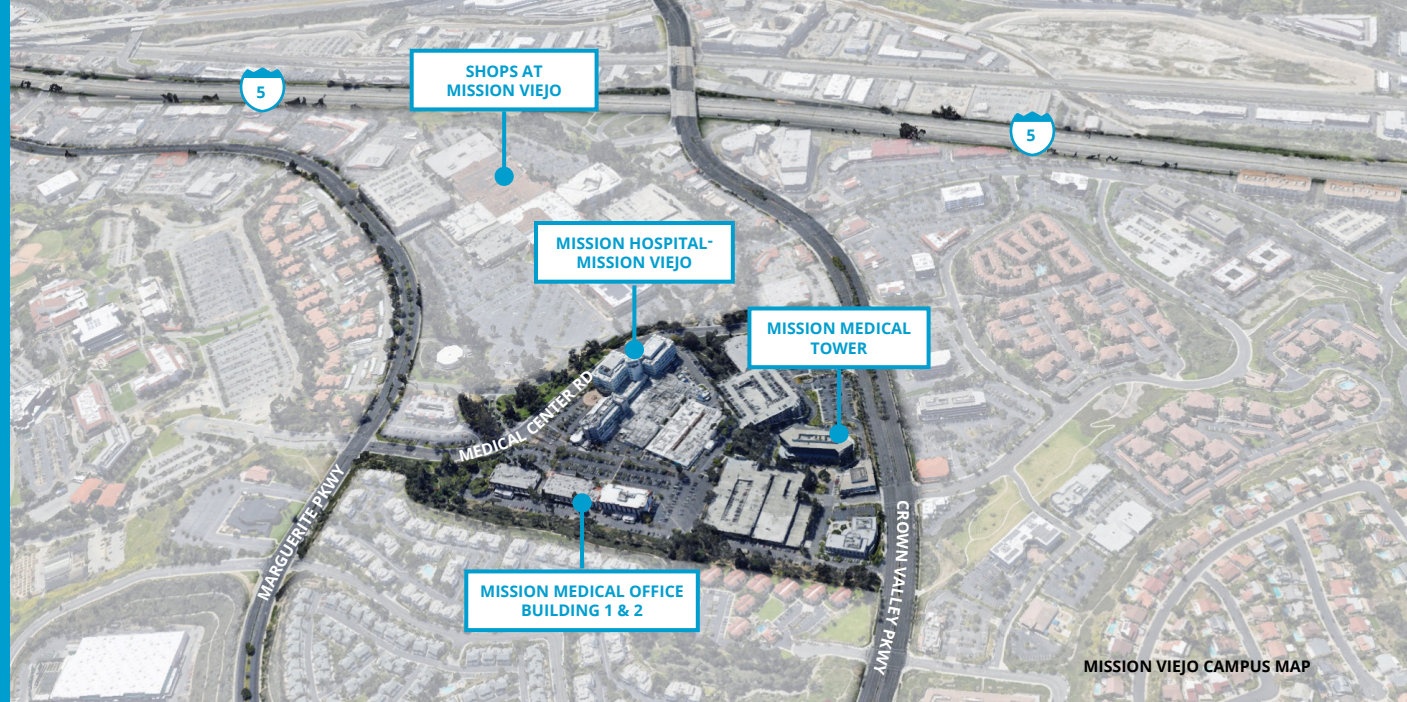 SHOPS AT
MISSION VIEJO
5
5
MISSION HOSPITAL-
MISSION VIEJO
MISSION MEDICAL
TOWER
MEDICAL CENTER RD
MARGUERITE PKWY
CROWN VALLEY PKWY
MISSION MEDICAL OFFICE
BUILDING 1 & 2
MISSION VIEJO CAMPUS MAP